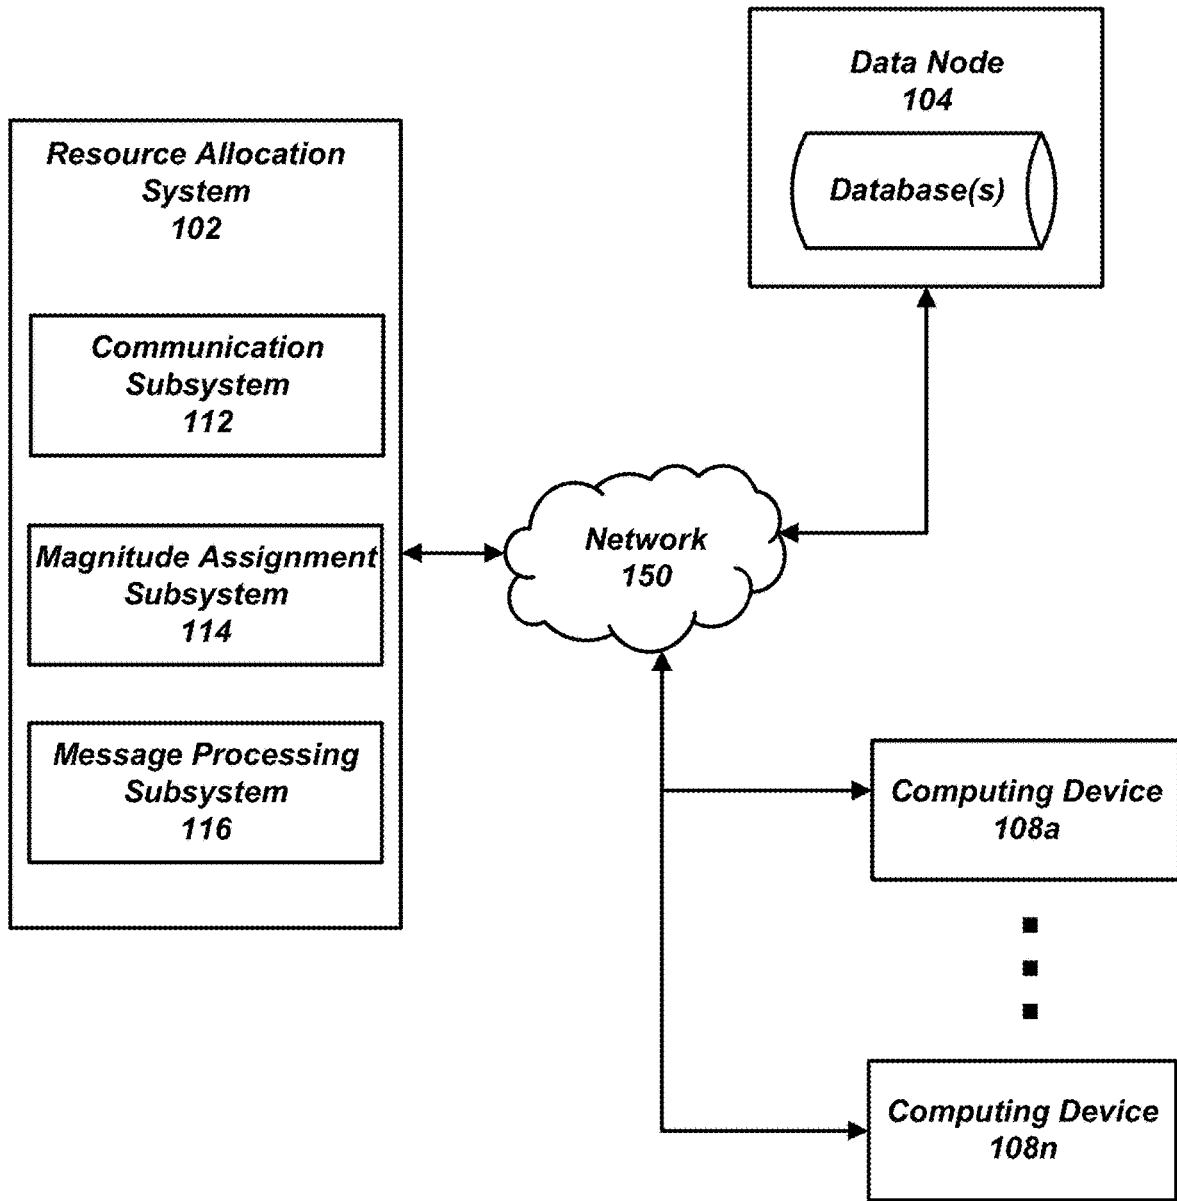 Resource Allocation
System
102
Communication
Subsystem
112
Magnitude Assignment
Subsystem
114
Message Processing
Subsystem
116
Network
150
Data Node
104
Database(s)
Computing Device
108a
Computing Device
108n